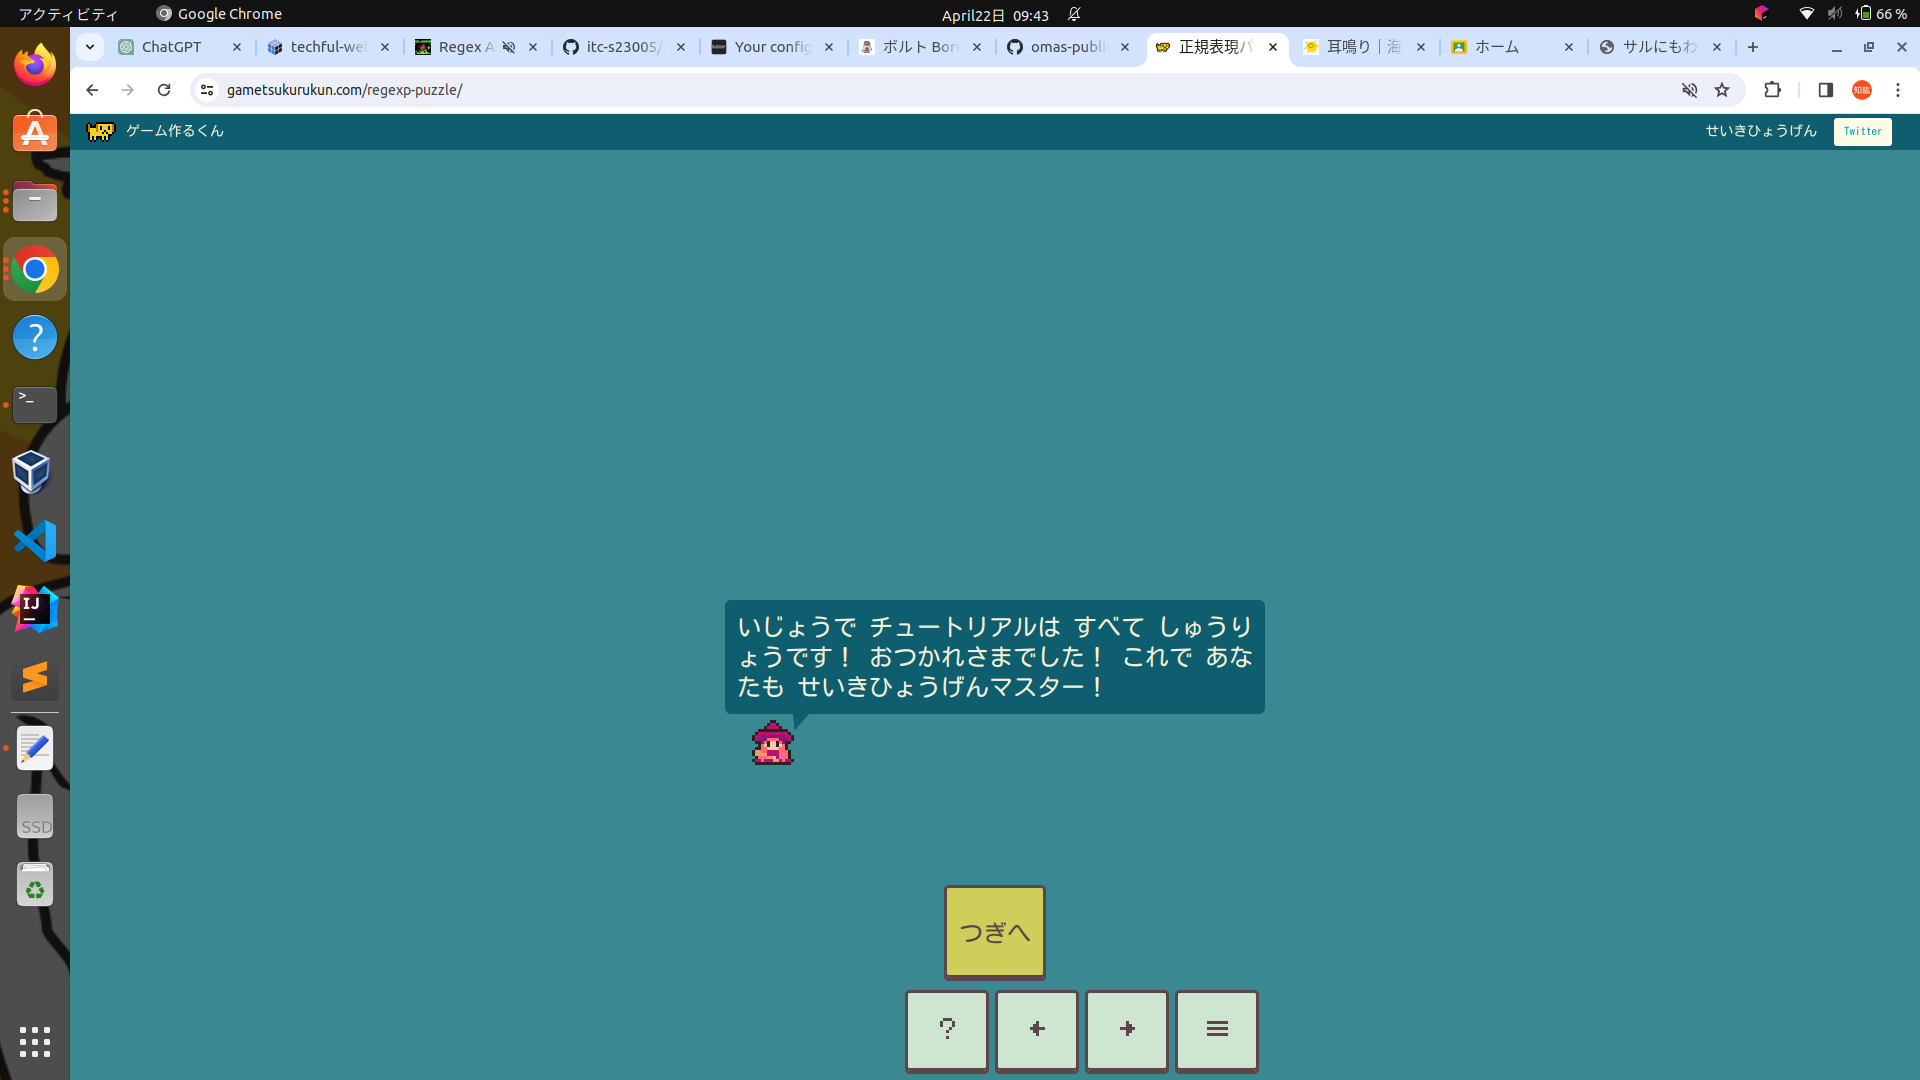 アクティビティ
Google Chrome
April22日 09:43
66 %
ChatGPT
techful-we
Regex A
itc-s23005/
Your config
ボルト Bor
omas-publi
正規表現パ
耳鳴り｜海
ホーム
サルにもわ
gametsukurukun.com/regexp-puzzle/
知紘
ゲーム作るくん
せいきひょうげん
Twitter
いじょうで チュートリアルは すべて しゅうり
ょうです！ おつかれさまでした！ これで あな
たも せいきひょうげんマスター！
つぎへ
?
>_
IJ
SSD